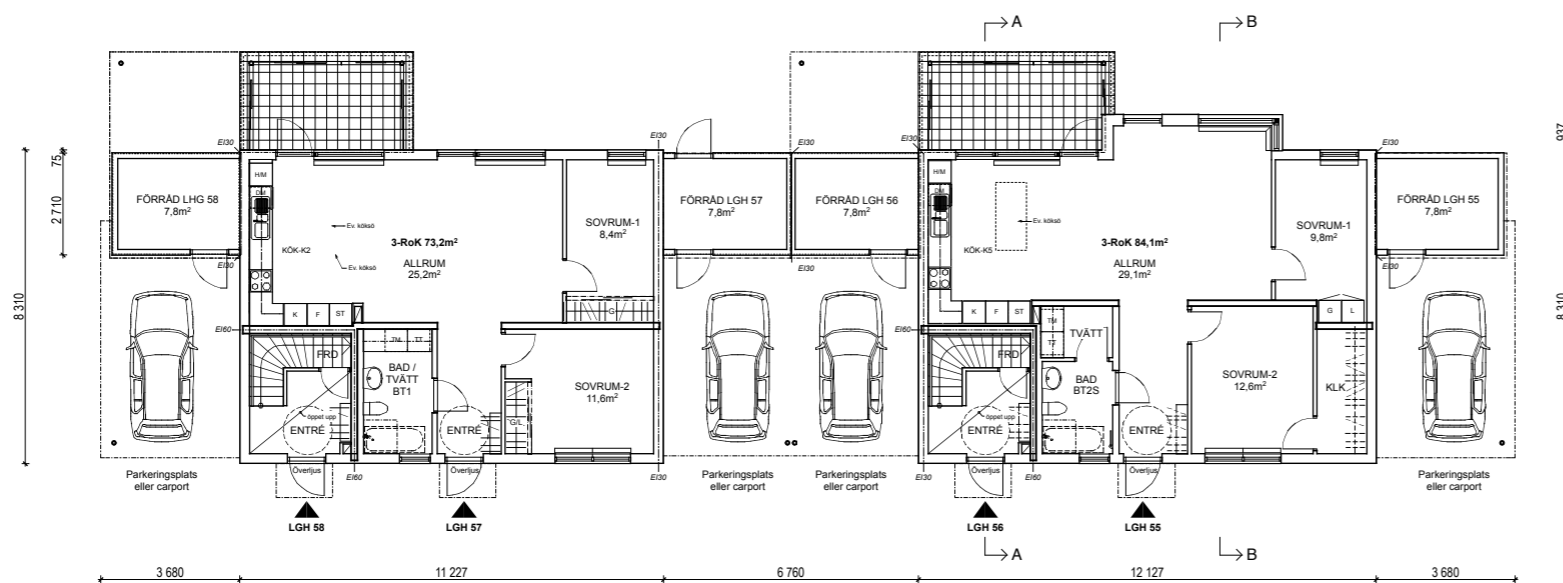 A
B
EI30
EI30
EI30
EI30
EI30
937
75
2 710
8 310
8 310
FÖRRÅD LHG 58
7,8m²
H/M
DM
KÖK-K2
Ev. köksö
Ev. köksö
3-RoK 73,2m²
ALLRUM
25,2m²
SOVRUM-1
8,4m²
FÖRRÅD LGH 57
7,8m²
FÖRRÅD LGH 56
7,8m²
H/M
DM
KÖK-K5
Ev. köksö
3-RoK 84,1m²
ALLRUM
29,1m²
SOVRUM-1
9,8m²
FÖRRÅD LGH 55
7,8m²
EI30
EI30
EI30
EI30
K
F
ST
G
K
F
ST
G
L
EI60
EI60
FRD
TM
TT
BAD /
TVÄTT
BT1
SOVRUM-2
11,6m²
G/L
öppet upp
ENTRÉ
ENTRÉ
FRD
TM
TT
TVÄTT
BAD
BT2S
SOVRUM-2
12,6m²
KLK
öppet upp
ENTRÉ
ENTRÉ
Överljus
Överljus
Överljus
Överljus
EI60
EI30
EI30
EI60
Parkeringsplats
eller carport
Parkeringsplats
eller carport
Parkeringsplats
eller carport
Parkeringsplats
eller carport
LGH 58
LGH 57
LGH 56
LGH 55
A
B
3 680
11 227
6 760
12 127
3 680